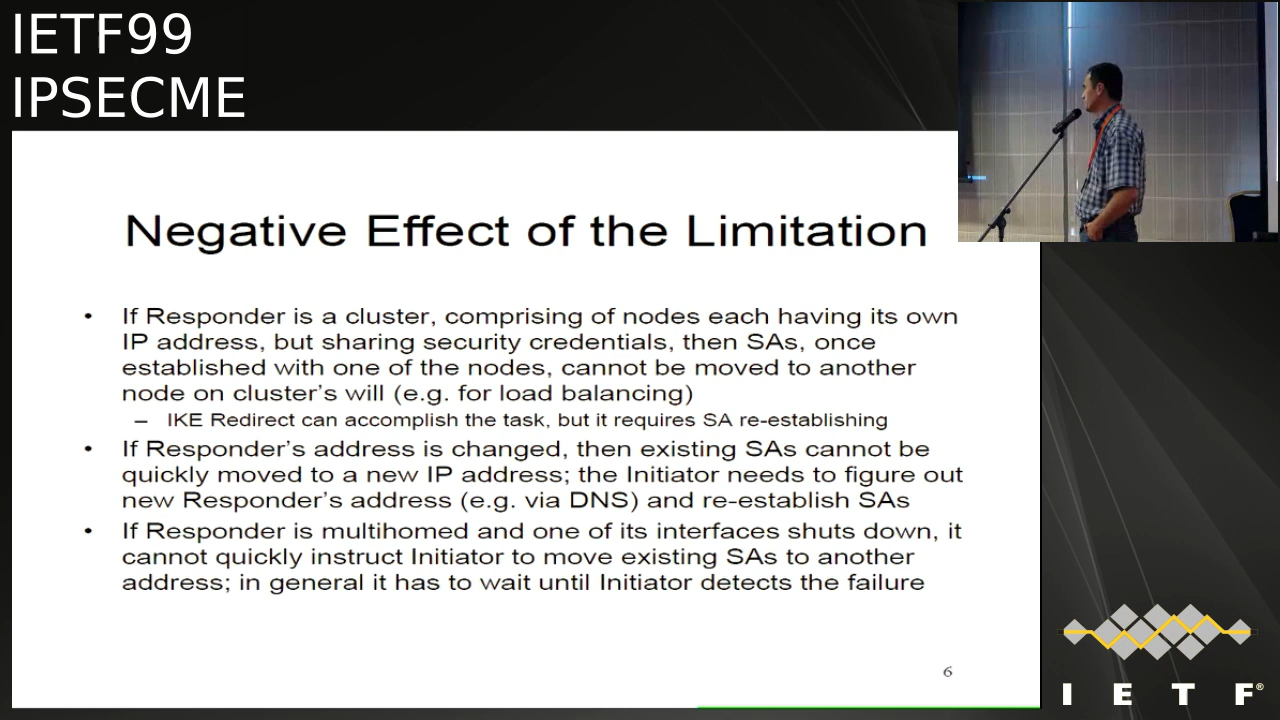 IETF99
IPSECME
Negative Effect of the Limitation
• If Responder is a cluster, comprising of nodes each having its own
IP address, but sharing security credentials, then SAs, once
established with one of the nodes, cannot be moved to another
node on cluster's will (e.g. for load balancing)
– IKE Redirect can accomplish the task, but it requires SA re-establishing
• If Responder's address is changed, then existing SAs cannot be
quickly moved to a new IP address; the Initiator needs to figure out
new Responder's address (e.g. via DNS) and re-establish SAs
• If Responder is multihomed and one of its interfaces shuts down, it
cannot quickly instruct Initiator to move existing SAs to another
address; in general it has to wait until Initiator detects the failure
6
I E T F®